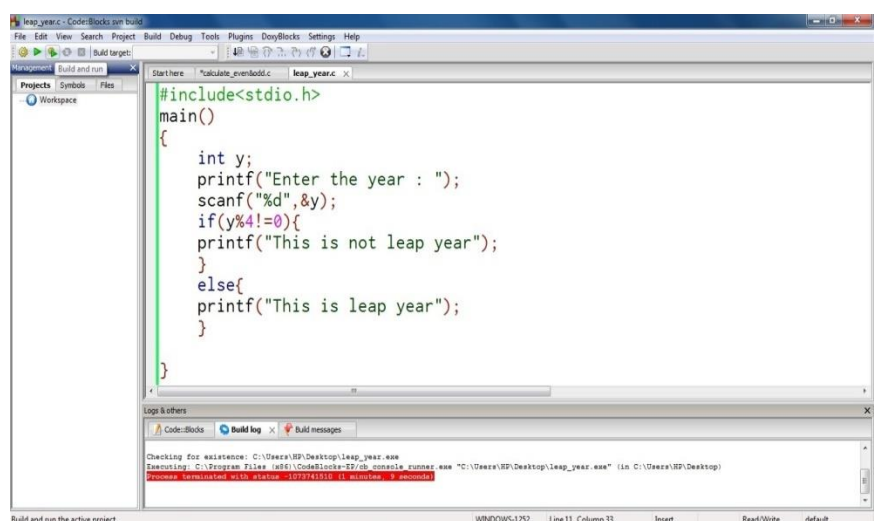 leap_year.c - Code::Blocks svn build
File Edit View Search Project Build Debug Tools Plugins DoxyBlocks Settings Help
Build target:
Management Build and run
Start here *calculate_even&odd.c leap_year.c
Projects Symbols Files
Workspace
#include<stdio.h>
main()
{
int y;
printf("Enter the year : ");
scanf("%d",&y);
if(y%4!=0){
printf("This is not leap year");
}
else{
printf("This is leap year");
}
}
Logs & others
Code::Blocks Build log Build messages
Checking for existence: C:\Users\HP\Desktop\leap_year.exe
Executing: C:\Program Files (x86)\CodeBlocks-EP/cb_console_runner.exe "C:\Users\HP\Desktop\leap_year.exe" (in C:\Users\HP\Desktop)
Process terminated with status -1073741510 (1 minutes, 9 seconds)
Build and run the active project WINDOWS-1252 Line 11, Column 33 Insert Read/Write default